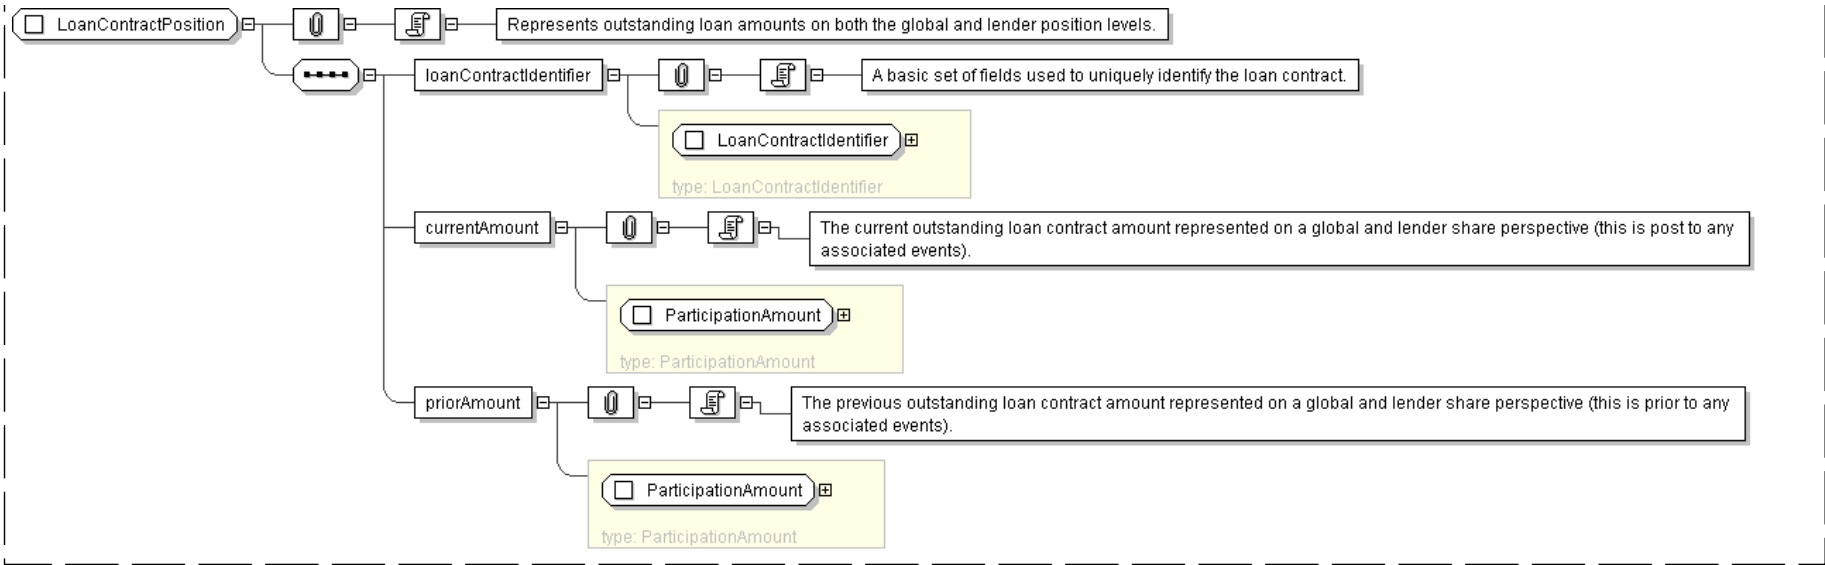 LoanContractPosition
Represents outstanding loan amounts on both the global and lender position levels.
loanContractIdentifier
A basic set of fields used to uniquely identify the loan contract.
LoanContractIdentifier
type: LoanContractIdentifier
currentAmount
The current outstanding loan contract amount represented on a global and lender share perspective (this is post to any
associated events).
ParticipationAmount
type: ParticipationAmount
priorAmount
The previous outstanding loan contract amount represented on a global and lender share perspective (this is prior to any
associated events).
ParticipationAmount
type: ParticipationAmount